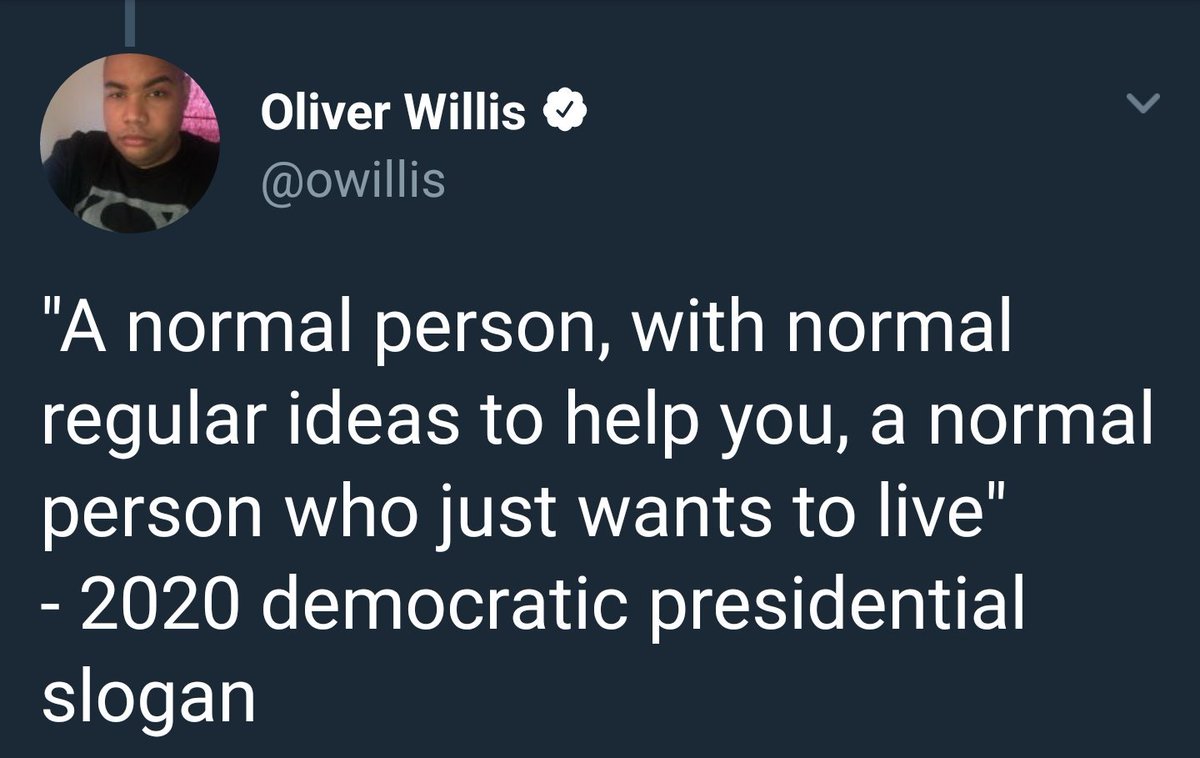 Oliver Willis
@owillis
"A normal person, with normal
regular ideas to help you, a normal
person who just wants to live"
- 2020 democratic presidential
slogan